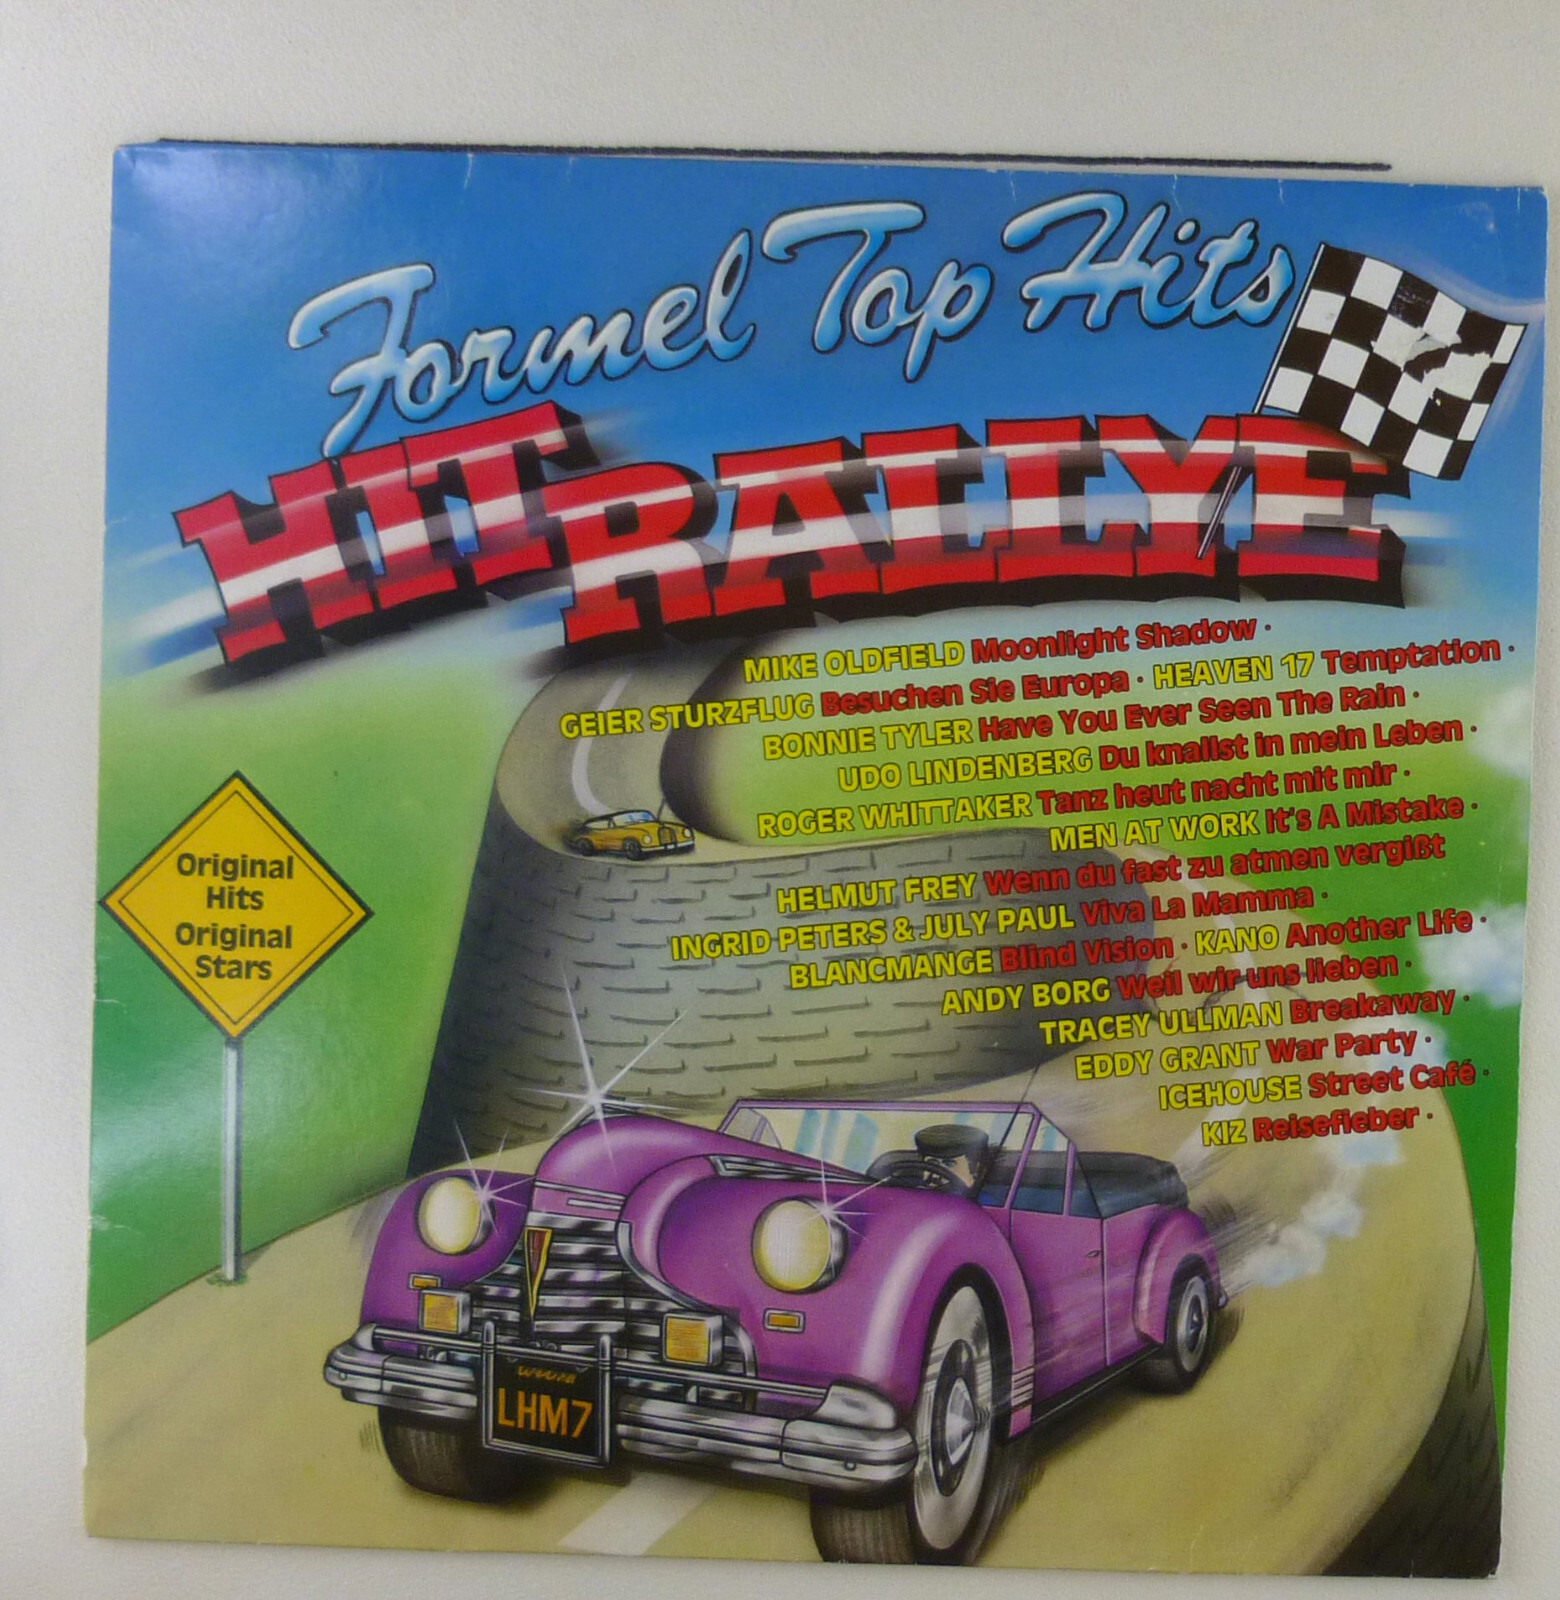 Formel Top Hits
HIT RALLYE
MIKE OLDFIELD Moonlight Shadow ·
GEIER STURZFLUG Besuchen Sie Europa · HEAVEN 17 Temptation ·
BONNIE TYLER Have You Ever Seen The Rain ·
UDO LINDENBERG Du knallst in mein Leben ·
ROGER WHITTAKER Tanz heut nacht mit mir ·
MEN AT WORK It's A Mistake ·
HELMUT FREY Wenn du fast zu atmen vergißt
INGRID PETERS & JULY PAUL Viva La Mamma ·
BLANCMANGE Blind Vision · KANO Another Life ·
ANDY BORG Weil wir uns lieben ·
TRACEY ULLMAN Breakaway ·
EDDY GRANT War Party ·
ICEHOUSE Street Café ·
KIZ Reisefieber ·
Original
Hits
Original
Stars
LHM7